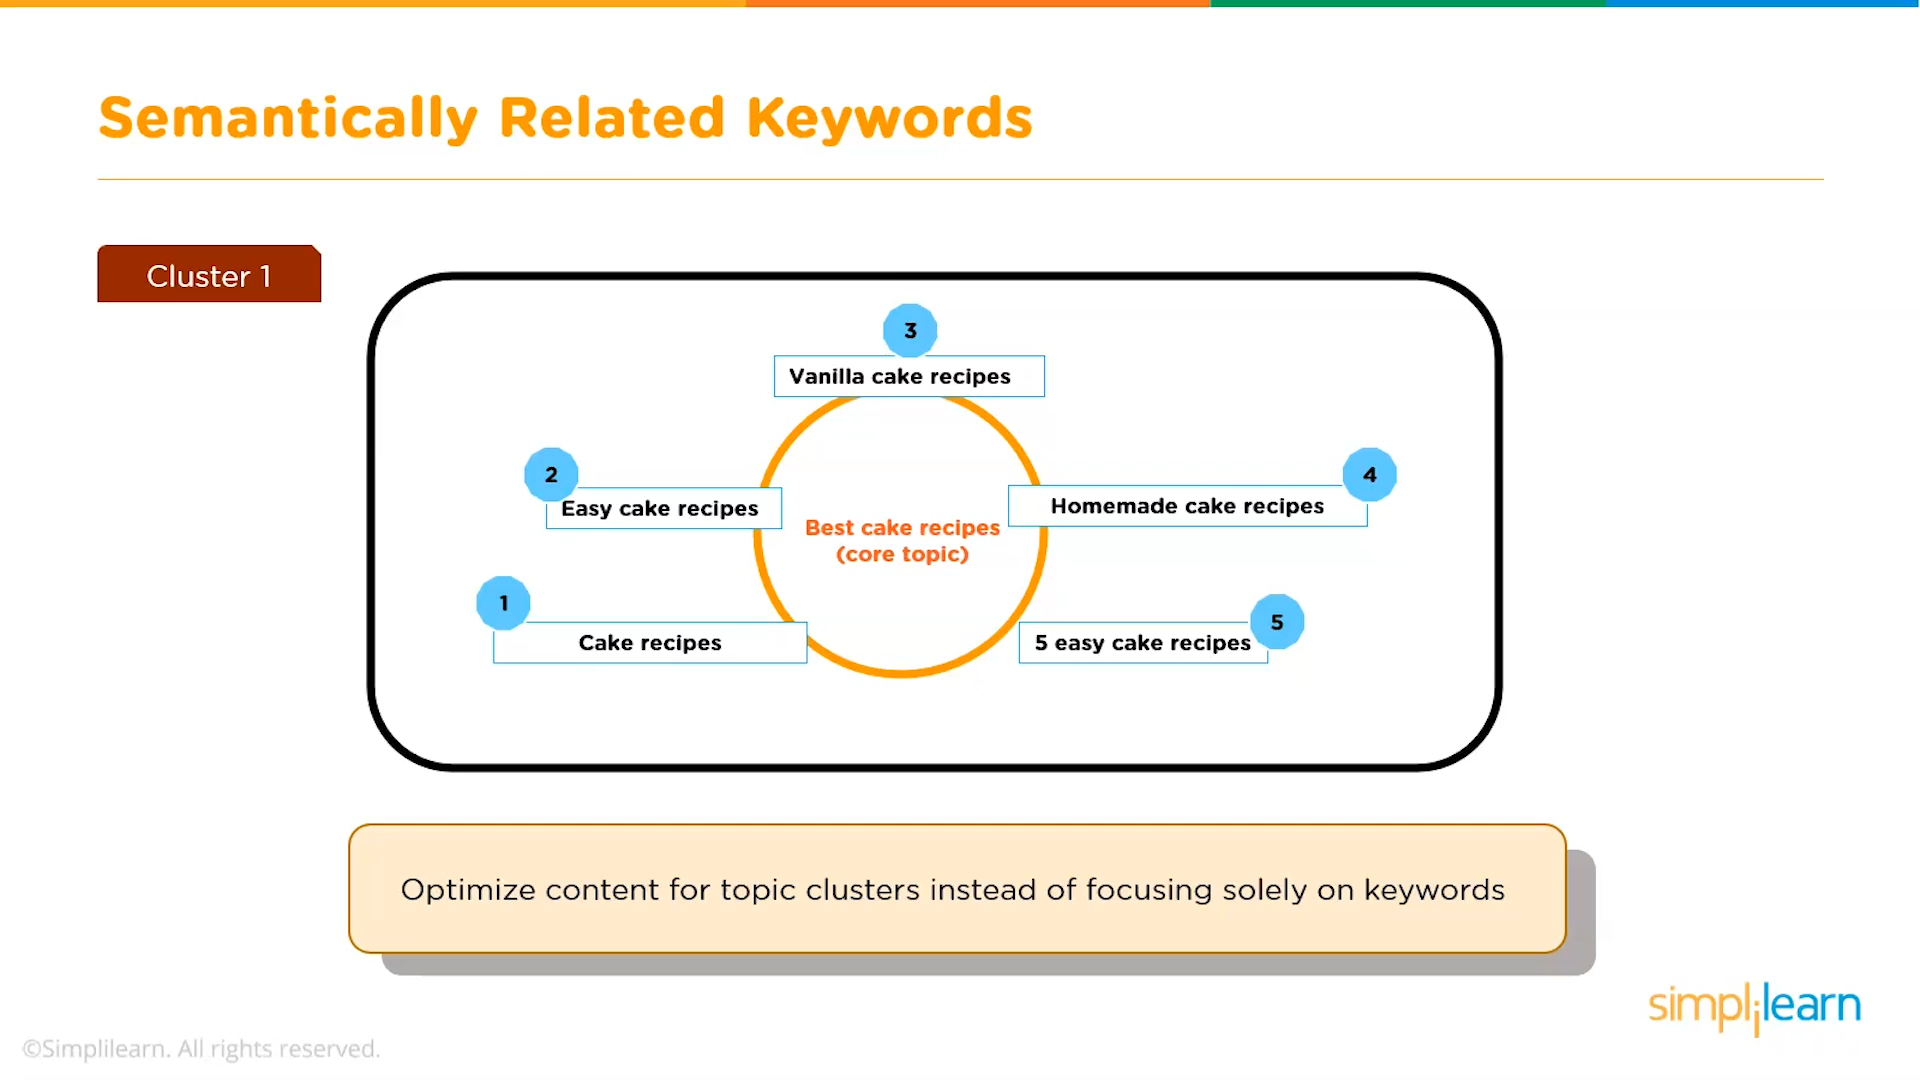 Semantically Related Keywords
Cluster 1
3
Vanilla cake recipes
2
Easy cake recipes
4
Homemade cake recipes
Best cake recipes
(core topic)
1
Cake recipes
5
5 easy cake recipes
Optimize content for topic clusters instead of focusing solely on keywords
simplilearn
©Simplilearn. All rights reserved.